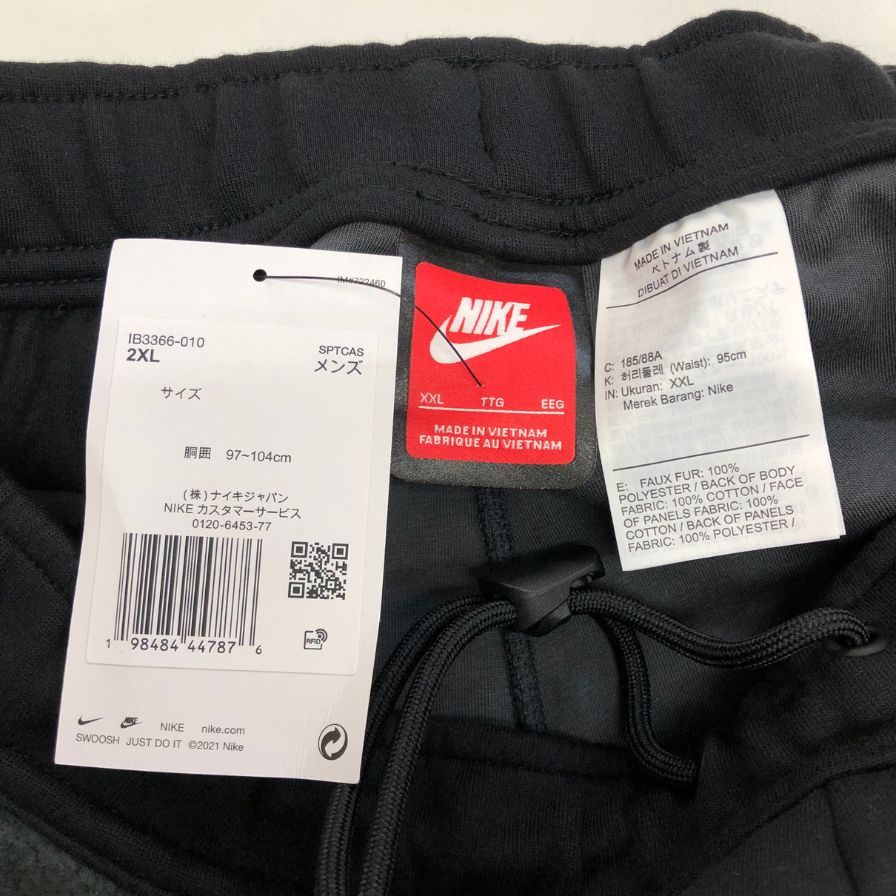 IB3366-010
2XL
SPTCAS
メンズ
サイズ
胴囲 97~104cm
(株)ナイキジャパン
NIKE カスタマーサービス
0120-6453-77
1 98484 44787 6
RFID
NIKE nike.com
SWOOSH JUST DO IT ©2021 Nike
NIKE
XXL TTG EEG
MADE IN VIETNAM
FABRIQUE AU VIETNAM
MADE IN VIETNAM
ベトナム製
DIBUAT DI VIETNAM
C: 185/88A
K: 허리둘레 (Waist): 95cm
IN: Ukuran: XXL
Merek Barang: Nike
E: FAUX FUR: 100%
POLYESTER / BACK OF BODY
FABRIC: 100% COTTON / FACE
OF PANELS FABRIC: 100%
COTTON / BACK OF PANELS
FABRIC: 100% POLYESTER /